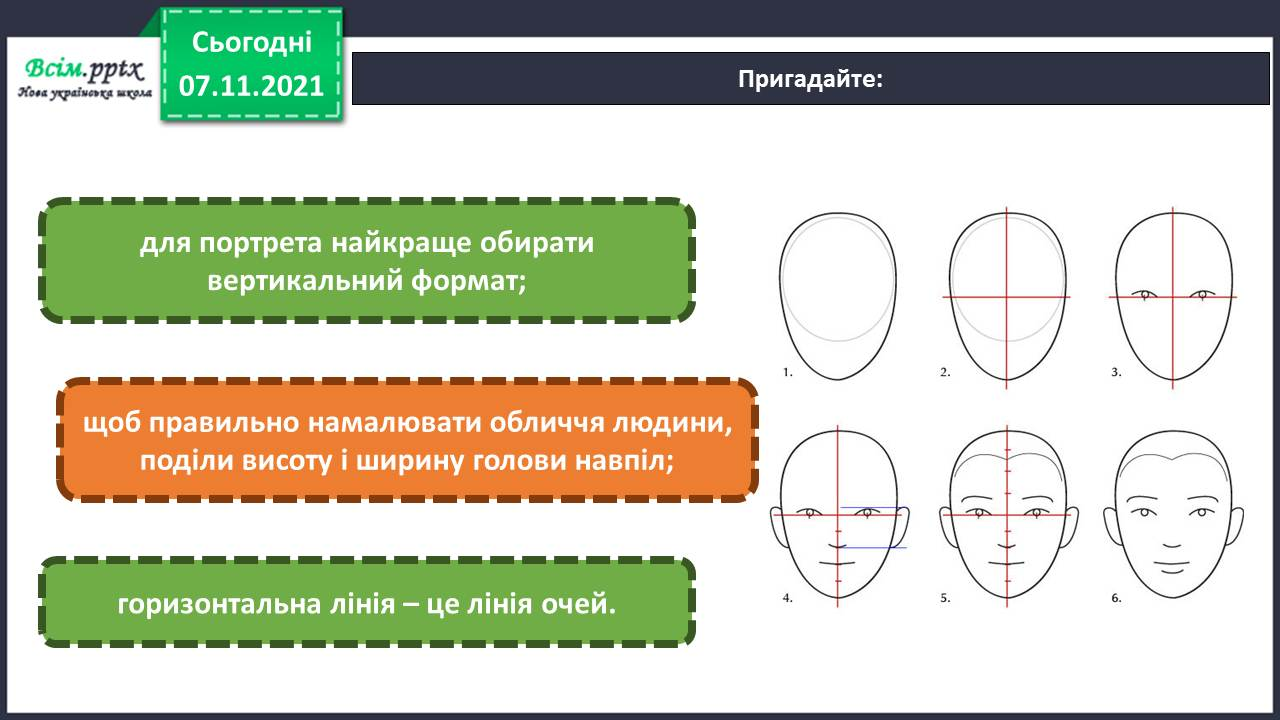 Всім.pptx
Нова українська школа
Сьогодні
07.11.2021
Пригадайте:
для портрета найкраще обирати
вертикальний формат;
щоб правильно намалювати обличчя людини,
поділи висоту і ширину голови навпіл;
горизонтальна лінія – це лінія очей.
1.
2.
3.
4.
5.
6.